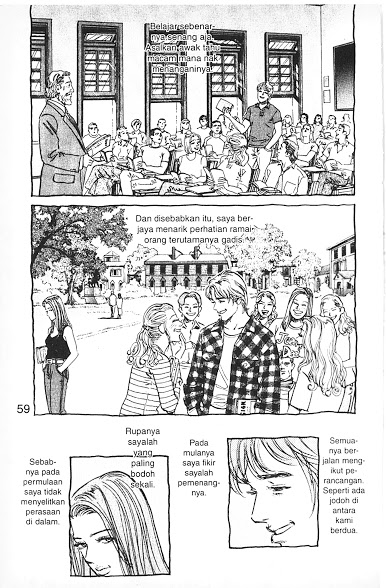 Belajar sebenar-
nya senang aja.
Asalkan awak tahu
macam mana nak
menanganinya.
Dan disebabkan itu, saya ber-
jaya menarik perhatian ramai
orang terutamanya gadis.
59
Semua-
nya ber-
jalan meng-
ikut pe-
rancangan.
Seperti ada
jodoh di
antara
kami
berdua.
Pada
mulanya
saya fikir
sayalah
pemenang-
nya.
Rupanya
sayalah
yang
paling
bodoh
sekali.
Sebab-
nya pada
permulaan
saya tidak
menyelitkan
perasaan
di dalam.